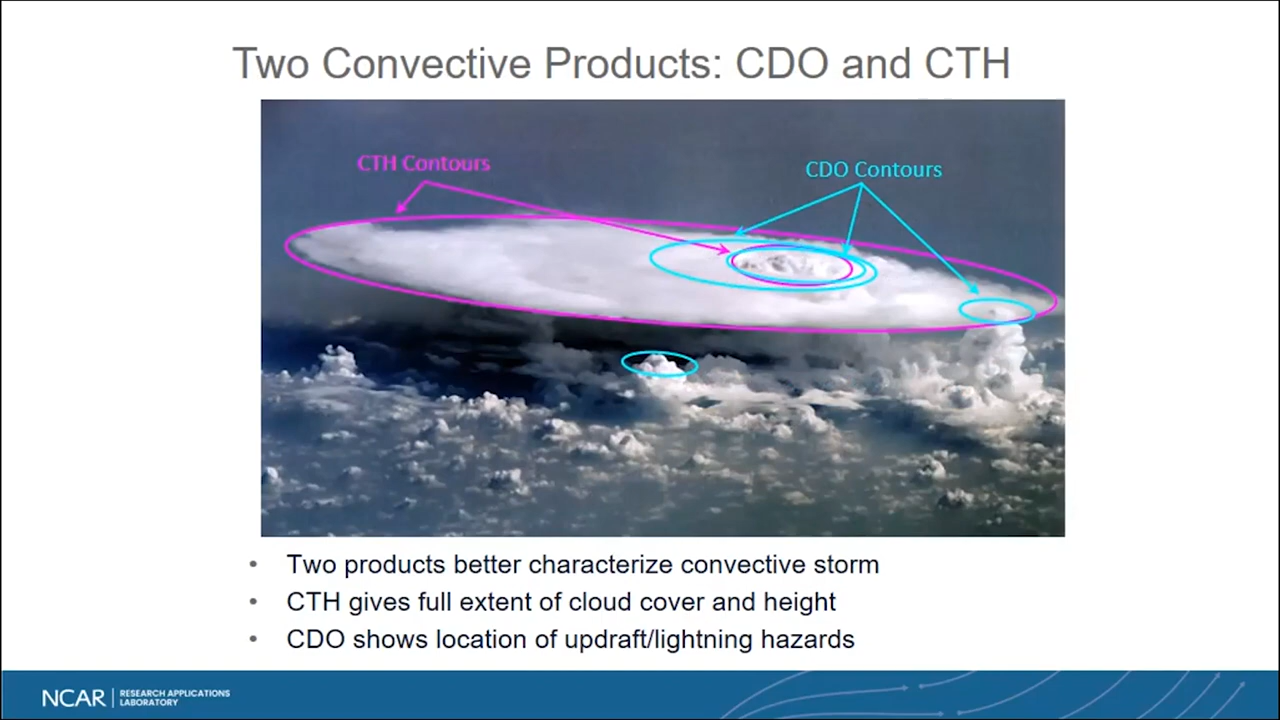 Two Convective Products: CDO and CTH
CTH Contours
CDO Contours
• Two products better characterize convective storm
• CTH gives full extent of cloud cover and height
• CDO shows location of updraft/lightning hazards
NCAR
RESEARCH APPLICATIONS
LABORATORY